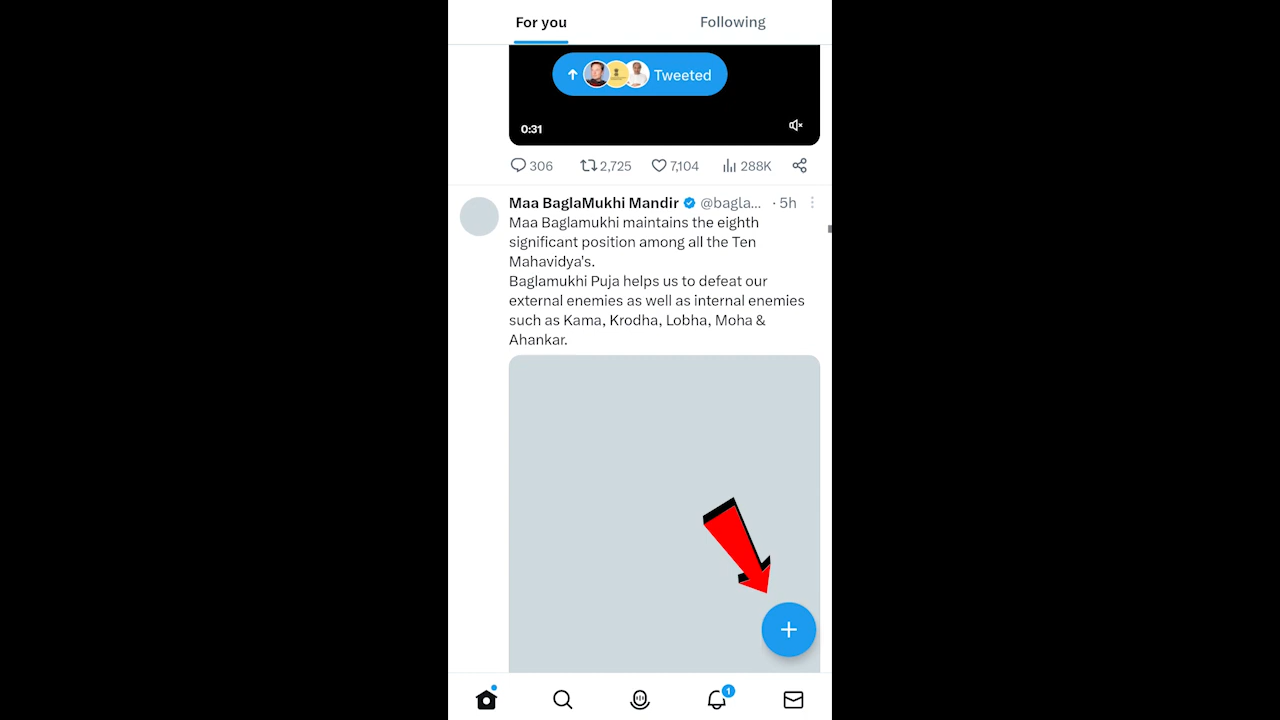 For you
Following
Tweeted
0:31
306
2,725
7,104
288K
Maa BaglaMukhi Mandir @bagla... · 5h
Maa Baglamukhi maintains the eighth
significant position among all the Ten
Mahavidya's.
Baglamukhi Puja helps us to defeat our
external enemies as well as internal enemies
such as Kama, Krodha, Lobha, Moha &
Ahankar.
1